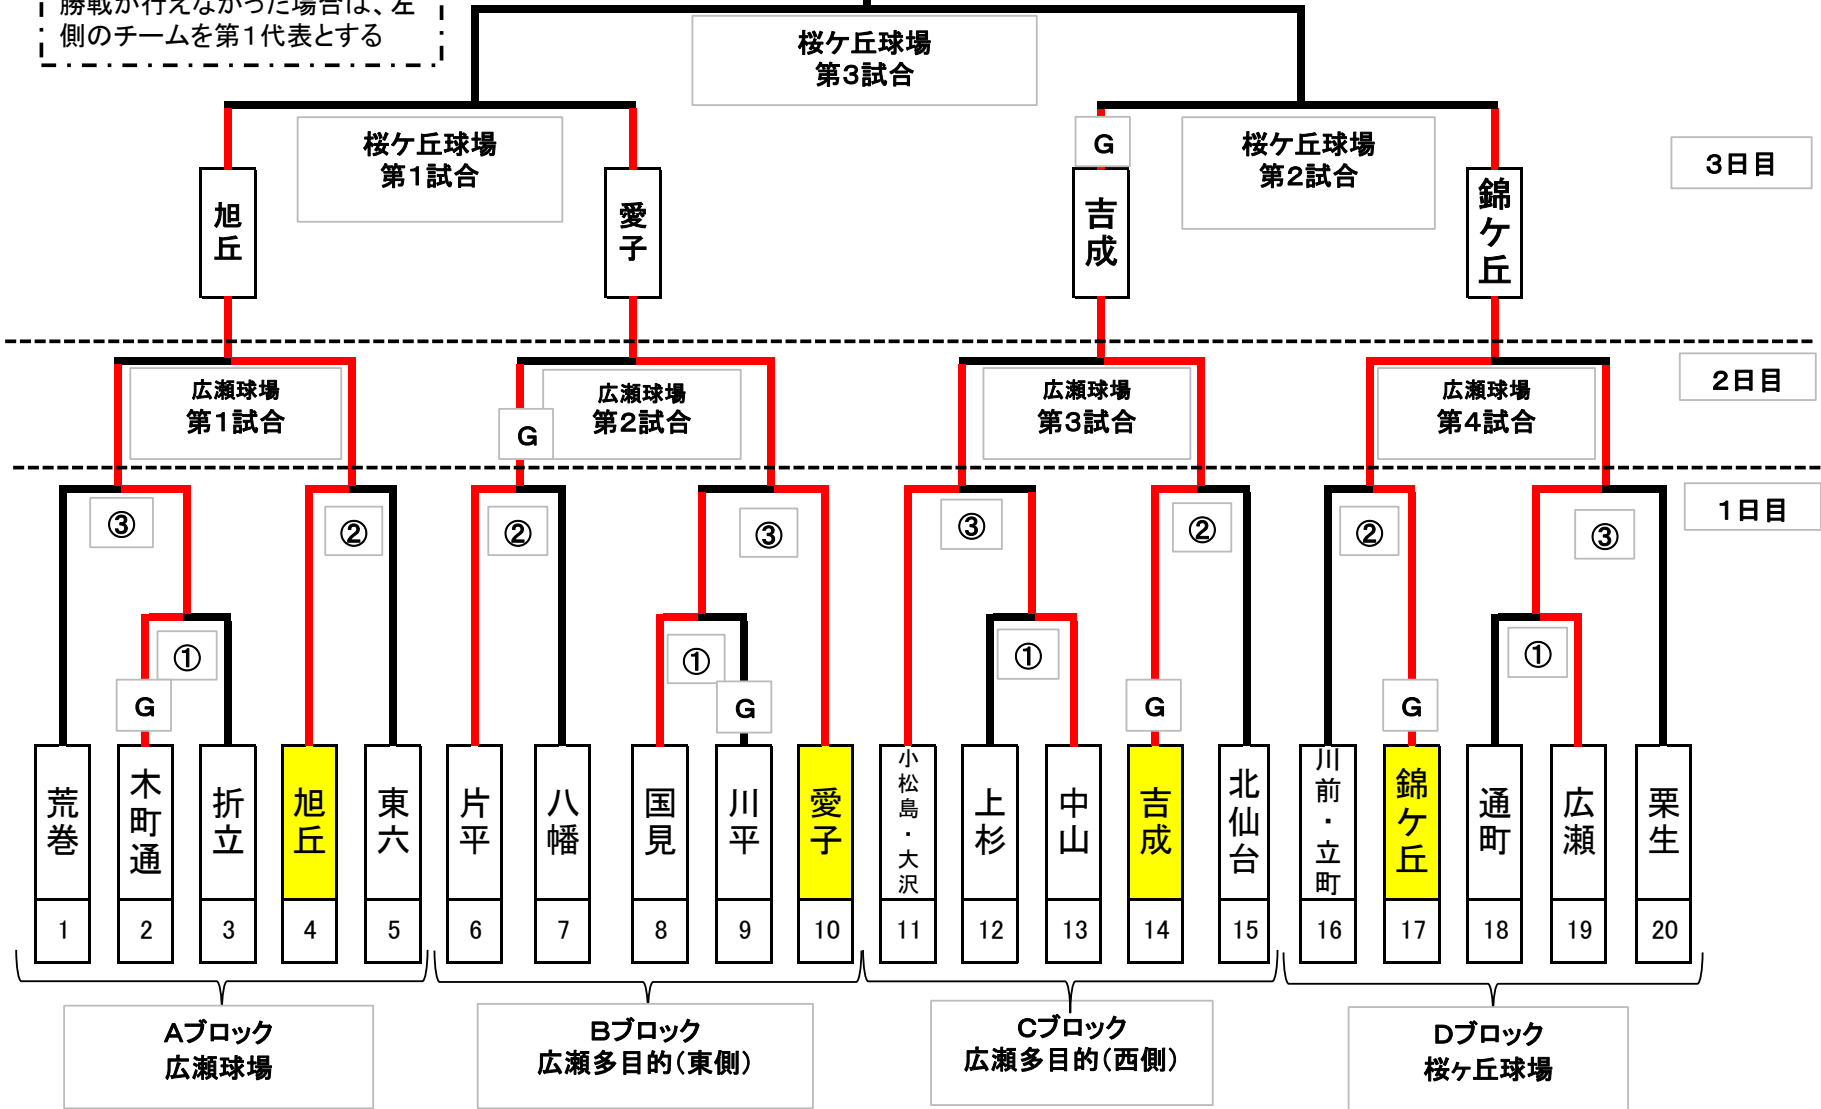 勝戦が行えなかった場合は、左
側のチームを第1代表とする
桜ケ丘球場
第3試合
桜ケ丘球場
第1試合
G
桜ケ丘球場
第2試合
3日目
旭丘
愛子
吉成
錦ケ丘
広瀬球場
第1試合
広瀬球場
第2試合
広瀬球場
第3試合
広瀬球場
第4試合
2日目
G
1日目
③
②
②
③
③
②
②
③
①
①
①
①
G
G
G
G
荒巻
木町通
折立
旭丘
東六
片平
八幡
国見
川平
愛子
小松島・大沢
上杉
中山
吉成
北仙台
川前・立町
錦ケ丘
通町
広瀬
栗生
1
2
3
4
5
6
7
8
9
10
11
12
13
14
15
16
17
18
19
20
Aブロック
広瀬球場
Bブロック
広瀬多目的(東側)
Cブロック
広瀬多目的(西側)
Dブロック
桜ヶ丘球場